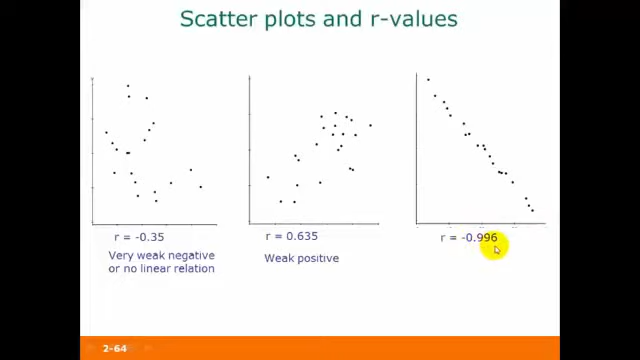 Scatter plots and r-values
r = -0.35
Very weak negative
or no linear relation
r = 0.635
Weak positive
r = -0.996
2-64